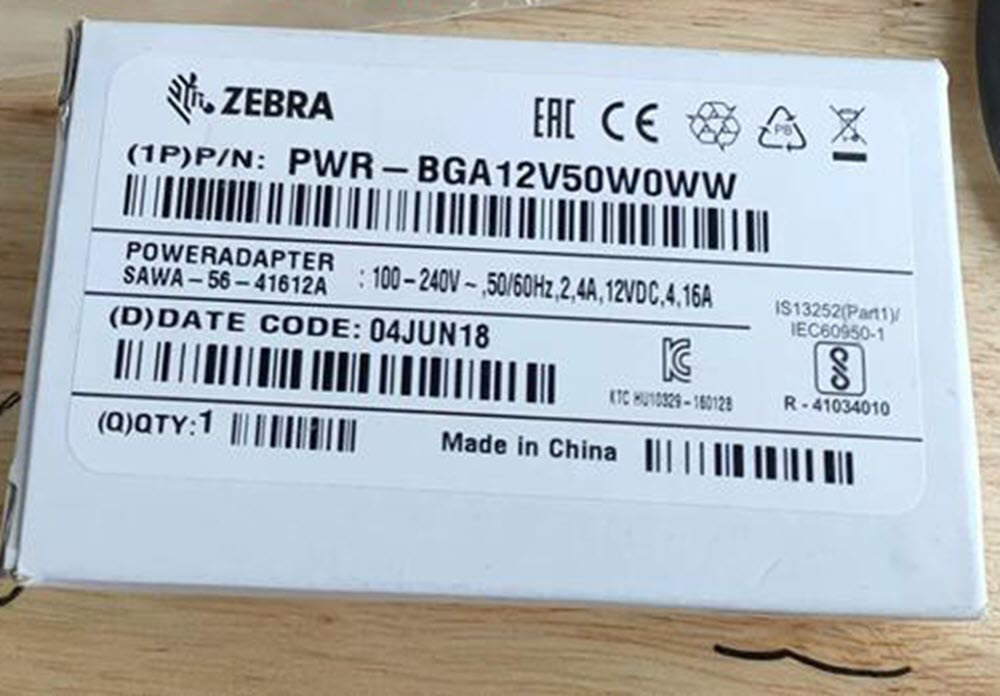 ZEBRA
EAC CE
PB
(1P)P/N: PWR-BGA12V50W0WW
POWERADAPTER
SAWA-56-41612A : 100-240V~,50/60Hz,2,4A,12VDC,4,16A
IS13252(Part1)/
IEC60950-1
(D)DATE CODE: 04JUN18
KTC HU10329-160128
R-41034010
(Q)QTY:1
Made in China